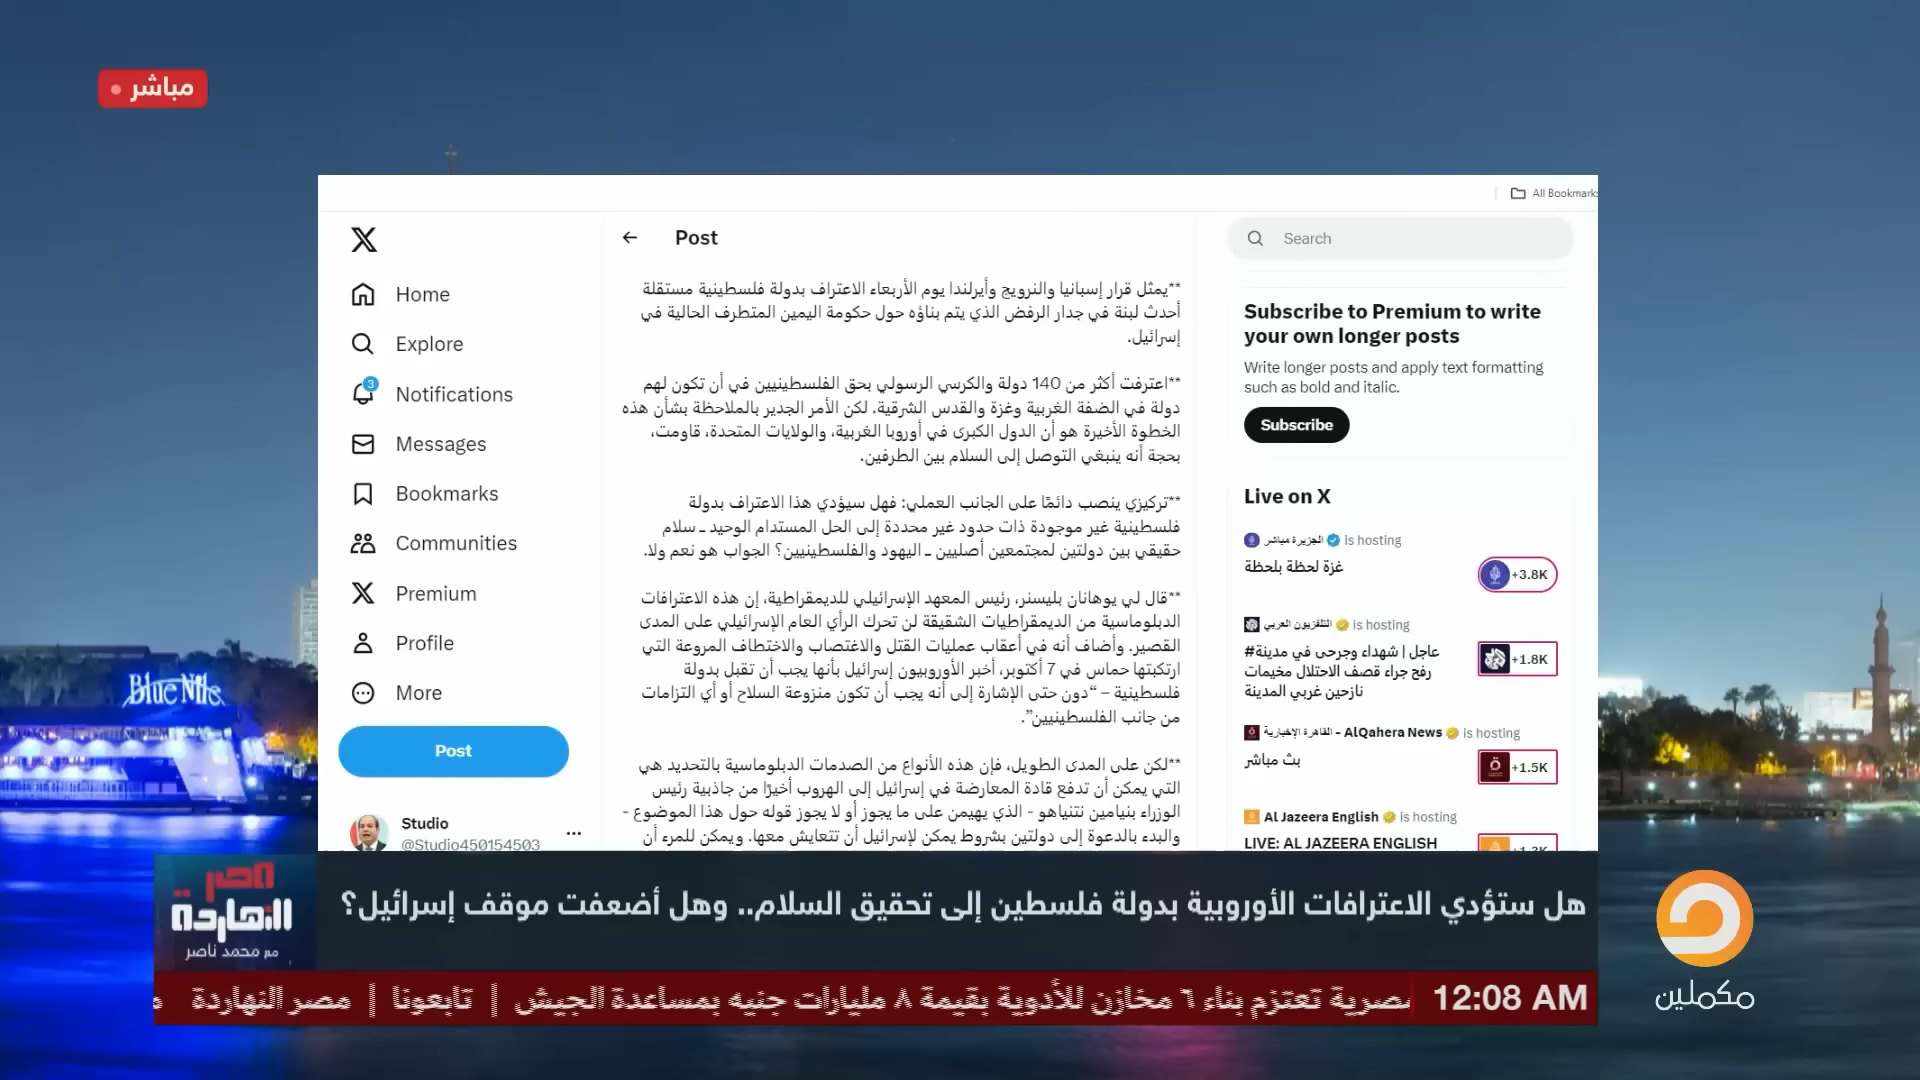 مباشر
All Bookmarks
Post
Search
Home
Explore
3
Notifications
Messages
Bookmarks
Communities
Premium
Profile
More
Post
Studio
@Studio450154503
**يمثل قرار إسبانيا والنرويج وأيرلندا يوم الأربعاء الاعتراف بدولة فلسطينية مستقلة
أحدث لبنة في جدار الرفض الذي يتم بناؤه حول حكومة اليمين المتطرف الحالية في
إسرائيل.
**اعترفت أكثر من 140 دولة والكرسي الرسولي بحق الفلسطينيين في أن تكون لهم
دولة في الضفة الغربية وغزة والقدس الشرقية. لكن الأمر الجدير بالملاحظة بشأن هذه
الخطوة الأخيرة هو أن الدول الكبرى في أوروبا الغربية، والولايات المتحدة، قاومت،
بحجة أنه ينبغي التوصل إلى السلام بين الطرفين.
**تركيزي ينصب دائمًا على الجانب العملي: فهل سيؤدي هذا الاعتراف بدولة
فلسطينية غير موجودة ذات حدود غير محددة إلى الحل المستدام الوحيد ـ سلام
حقيقي بين دولتين لمجتمعين أصليين ـ اليهود والفلسطينيين؟ الجواب هو نعم ولا.
**قال لي يوهانان بليسنر، رئيس المعهد الإسرائيلي للديمقراطية، إن هذه الاعترافات
الدبلوماسية من الديمقراطيات الشقيقة لن تحرك الرأي العام الإسرائيلي على المدى
القصير. وأضاف أنه في أعقاب عمليات القتل والاغتصاب والاختطاف المروعة التي
ارتكبتها حماس في 7 أكتوبر، أخبر الأوروبيون إسرائيل بأنها يجب أن تقبل بدولة
فلسطينية – “دون حتى الإشارة إلى أنه يجب أن تكون منزوعة السلاح أو أي التزامات
من جانب الفلسطينيين”.
**لكن على المدى الطويل، فإن هذه الأنواع من الصدمات الدبلوماسية بالتحديد هي
التي يمكن أن تدفع قادة المعارضة في إسرائيل إلى الهروب أخيرًا من جاذبية رئيس
الوزراء بنيامين نتنياهو - الذي يهيمن على ما يجوز أو لا يجوز قوله حول هذا الموضوع -
والبدء بالدعوة إلى دولتين بشروط يمكن لإسرائيل أن تتعايش معها. ويمكن للمرء أن
Subscribe to Premium to write
your own longer posts
Write longer posts and apply text formatting
such as bold and italic.
Subscribe
Live on X
الجزيرة مباشر is hosting
غزة لحظة بلحظة
+3.8K
التلفزيون العربي is hosting
عاجل | شهداء وجرحى في مدينة#
رفح جراء قصف الاحتلال مخيمات
نازحين غربي المدينة
+1.8K
القاهرة الإخبارية - AlQahera News is hosting
بث مباشر
+1.5K
Al Jazeera English is hosting
LIVE: AL JAZEERA ENGLISH
+1.3K
Blue Nile
هل ستؤدي الاعترافات الأوروبية بدولة فلسطين إلى تحقيق السلام.. وهل أضعفت موقف إسرائيل؟
مصر
النهاردة
مع محمد ناصر
مصرية تعتزم بناء ٦ مخازن للأدوية بقيمة ٨ مليارات جنيه بمساعدة الجيش | تابعونا | مصر النهاردة
12:08 AM
مكملين